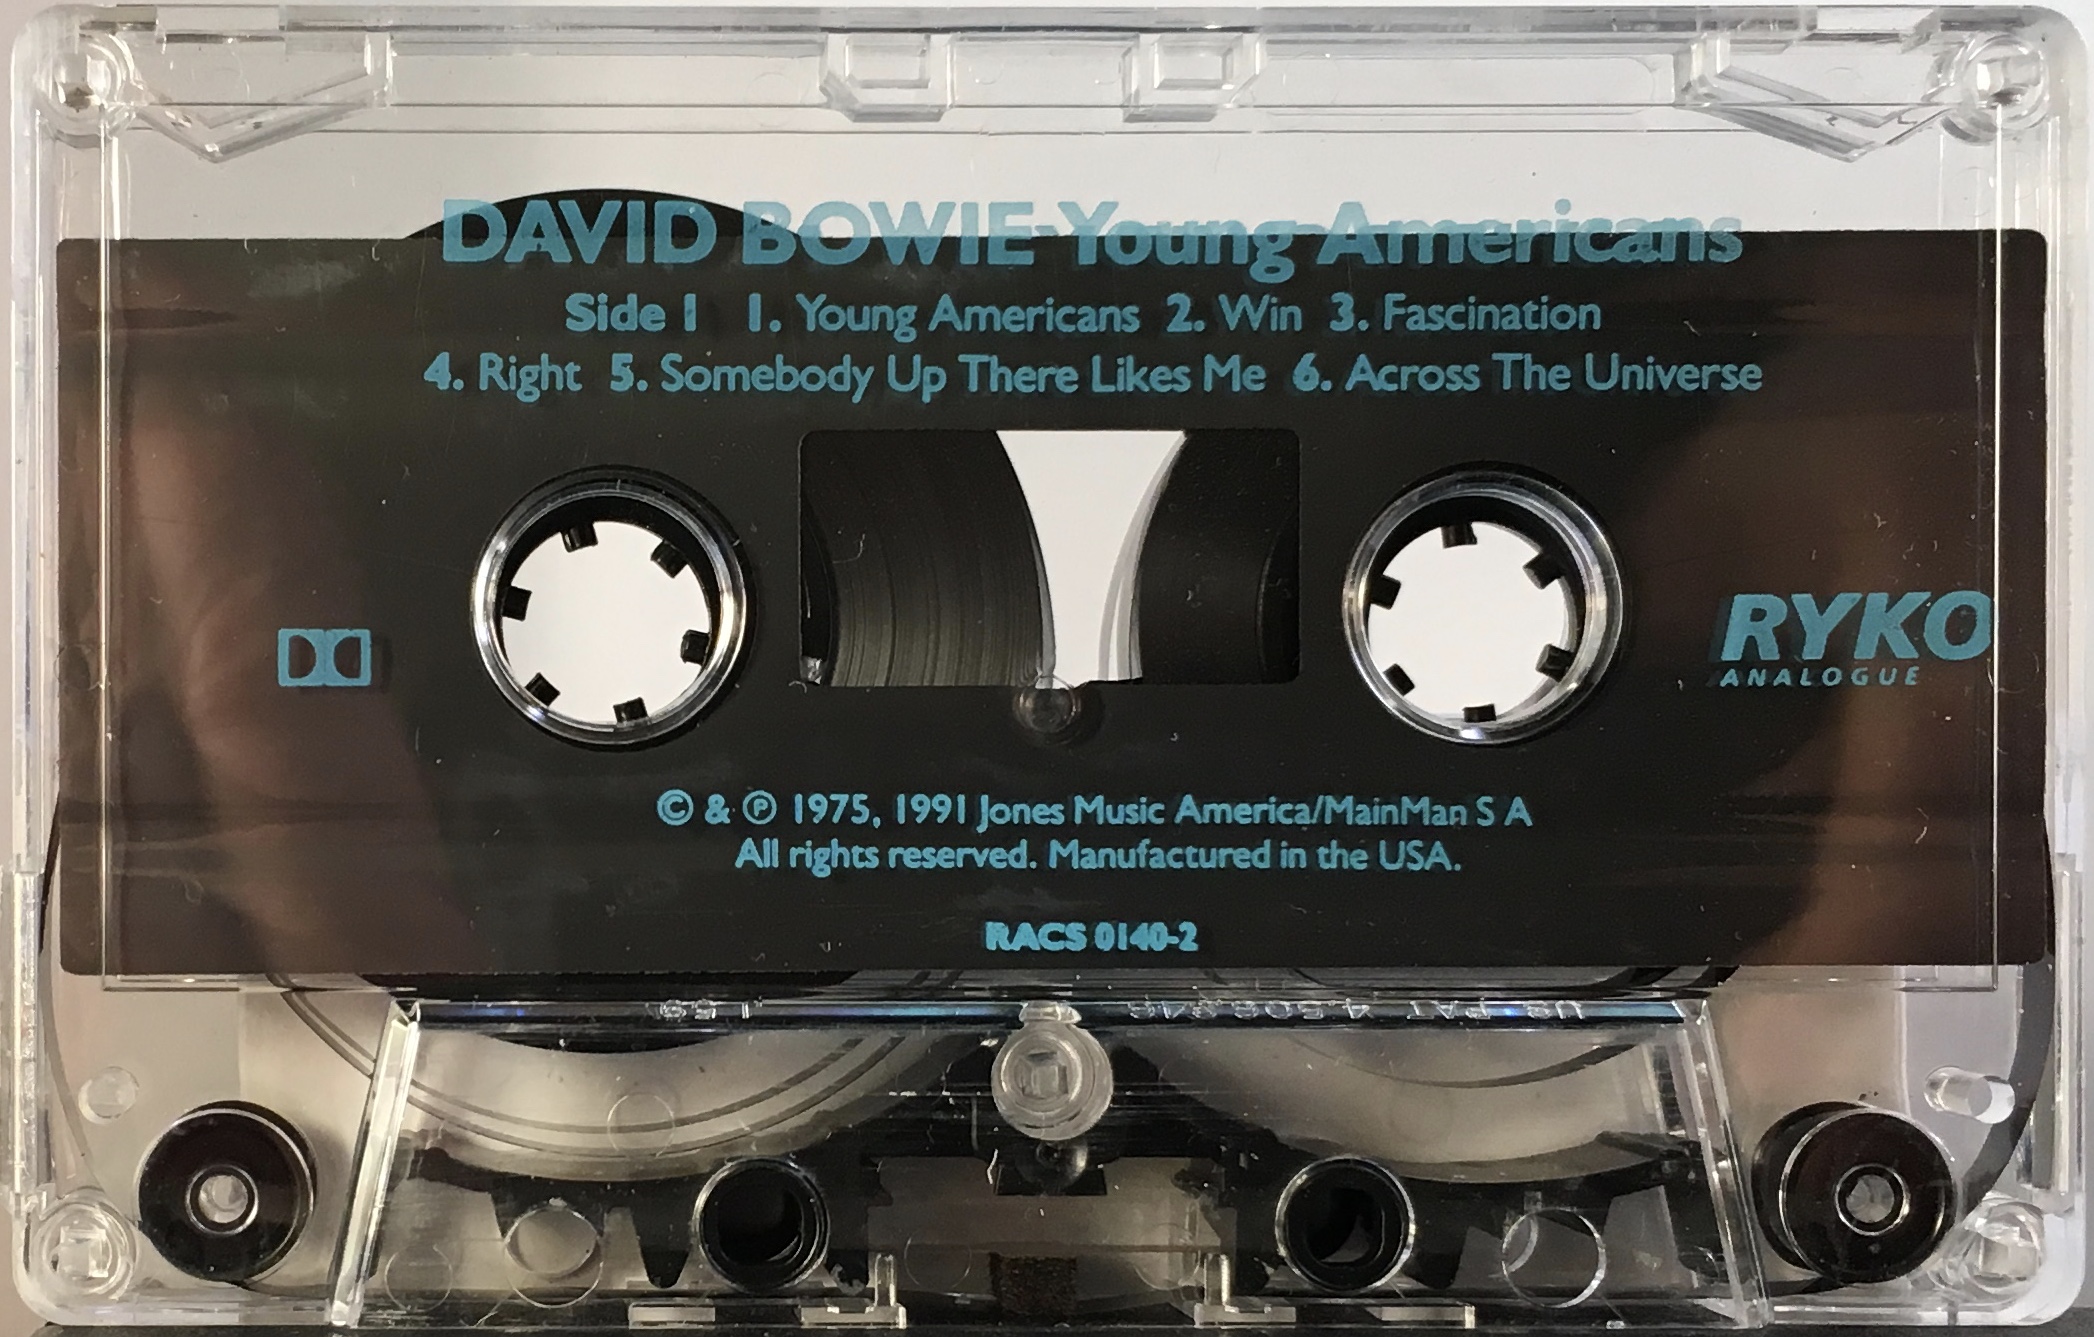 DAVID BOWIE-Young Americans
Side 1 1. Young Americans 2. Win 3. Fascination
4. Right 5. Somebody Up There Likes Me 6. Across The Universe
RYKO
ANALOGUE
© & ℗ 1975, 1991 Jones Music America/MainMan S A
All rights reserved. Manufactured in the USA.
RACS 0140-2
US PAT